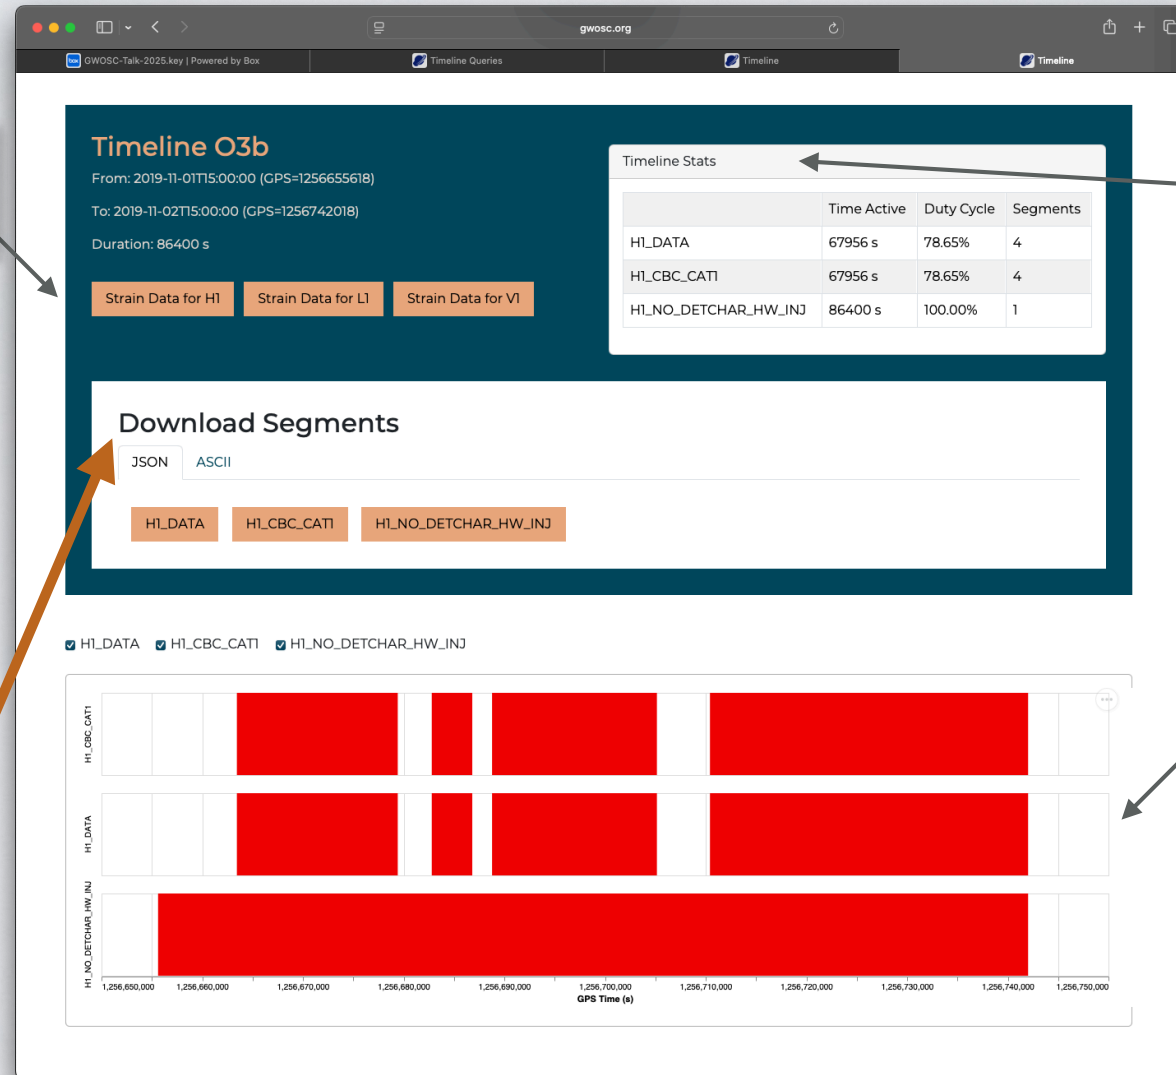 gwosc.org
box GWOSC-Talk-2025.key | Powered by Box
Timeline Queries
Timeline
Timeline
Timeline O3b
From: 2019-11-01T15:00:00 (GPS=1256655618)
To: 2019-11-02T15:00:00 (GPS=1256742018)
Duration: 86400 s
Strain Data for H1 Strain Data for L1 Strain Data for V1
Timeline Stats
Time Active Duty Cycle Segments
H1_DATA 67956 s 78.65% 4
H1_CBC_CAT1 67956 s 78.65% 4
H1_NO_DETCHAR_HW_INJ 86400 s 100.00% 1
Download Segments
JSON ASCII
H1_DATA H1_CBC_CAT1 H1_NO_DETCHAR_HW_INJ
H1_DATA H1_CBC_CAT1 H1_NO_DETCHAR_HW_INJ
H1_CBC_CAT1
H1_DATA
H1_NO_DETCHAR_HW_INJ
1,256,650,000 1,256,660,000 1,256,670,000 1,256,680,000 1,256,690,000 1,256,700,000 1,256,710,000 1,256,720,000 1,256,730,000 1,256,740,000 1,256,750,000
GPS Time (s)